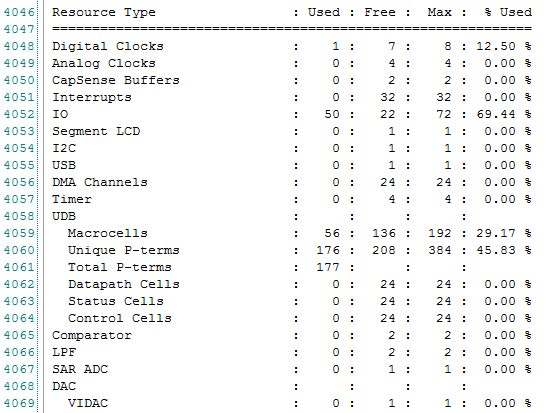 4046 Resource Type                 : Used : Free :  Max :  % Used
4047 ============================================================
4048 Digital Clocks                :    1 :    7 :    8 : 12.50 %
4049 Analog Clocks                 :    0 :    4 :    4 :  0.00 %
4050 CapSense Buffers              :    0 :    2 :    2 :  0.00 %
4051 Interrupts                    :    0 :   32 :   32 :  0.00 %
4052 IO                            :   50 :   22 :   72 : 69.44 %
4053 Segment LCD                   :    0 :    1 :    1 :  0.00 %
4054 I2C                           :    0 :    1 :    1 :  0.00 %
4055 USB                           :    0 :    1 :    1 :  0.00 %
4056 DMA Channels                  :    0 :   24 :   24 :  0.00 %
4057 Timer                         :    0 :    4 :    4 :  0.00 %
4058 UDB                           :      :      :      :
4059   Macrocells                  :   56 :  136 :  192 : 29.17 %
4060   Unique P-terms              :  176 :  208 :  384 : 45.83 %
4061   Total P-terms               :  177 :      :      :
4062   Datapath Cells              :    0 :   24 :   24 :  0.00 %
4063   Status Cells                :    0 :   24 :   24 :  0.00 %
4064   Control Cells               :    0 :   24 :   24 :  0.00 %
4065 Comparator                    :    0 :    2 :    2 :  0.00 %
4066 LPF                           :    0 :    2 :    2 :  0.00 %
4067 SAR ADC                       :    0 :    1 :    1 :  0.00 %
4068 DAC                           :      :      :      :
4069   VIDAC                       :    0 :    1 :    1 :  0.00 %